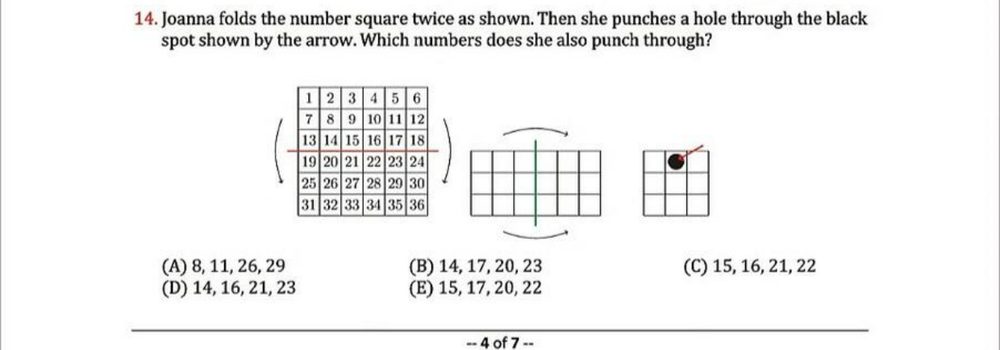 14. Joanna folds the number square twice as shown. Then she punches a hole through the black
spot shown by the arrow. Which numbers does she also punch through?
1 2 3 4 5 6
7 8 9 10 11 12
13 14 15 16 17 18
19 20 21 22 23 24
25 26 27 28 29 30
31 32 33 34 35 36
(A) 8, 11, 26, 29 (B) 14, 17, 20, 23 (C) 15, 16, 21, 22
(D) 14, 16, 21, 23 (E) 15, 17, 20, 22
-- 4 of 7 --